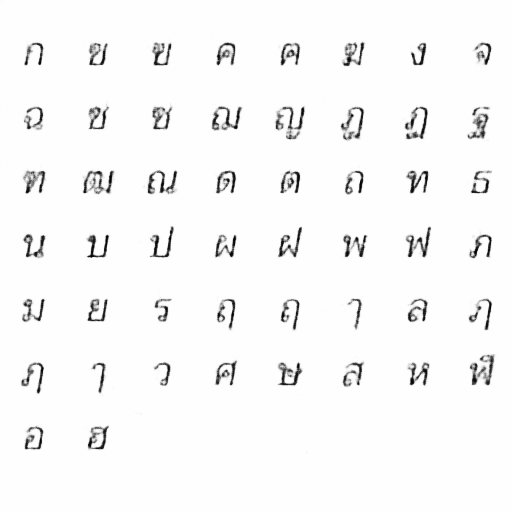 ก ข ฃ ค ฅ ฆ ง จ
ฉ ช ซ ฌ ญ ฎ ฏ ฐ
ฑ ฒ ณ ด ต ถ ท ธ
น บ ป ผ ฝ พ ฟ ภ
ม ย ร ฤ ฤ ๅ ล ฦ
ฦ ๅ ว ศ ษ ส ห ฬ
อ ฮ